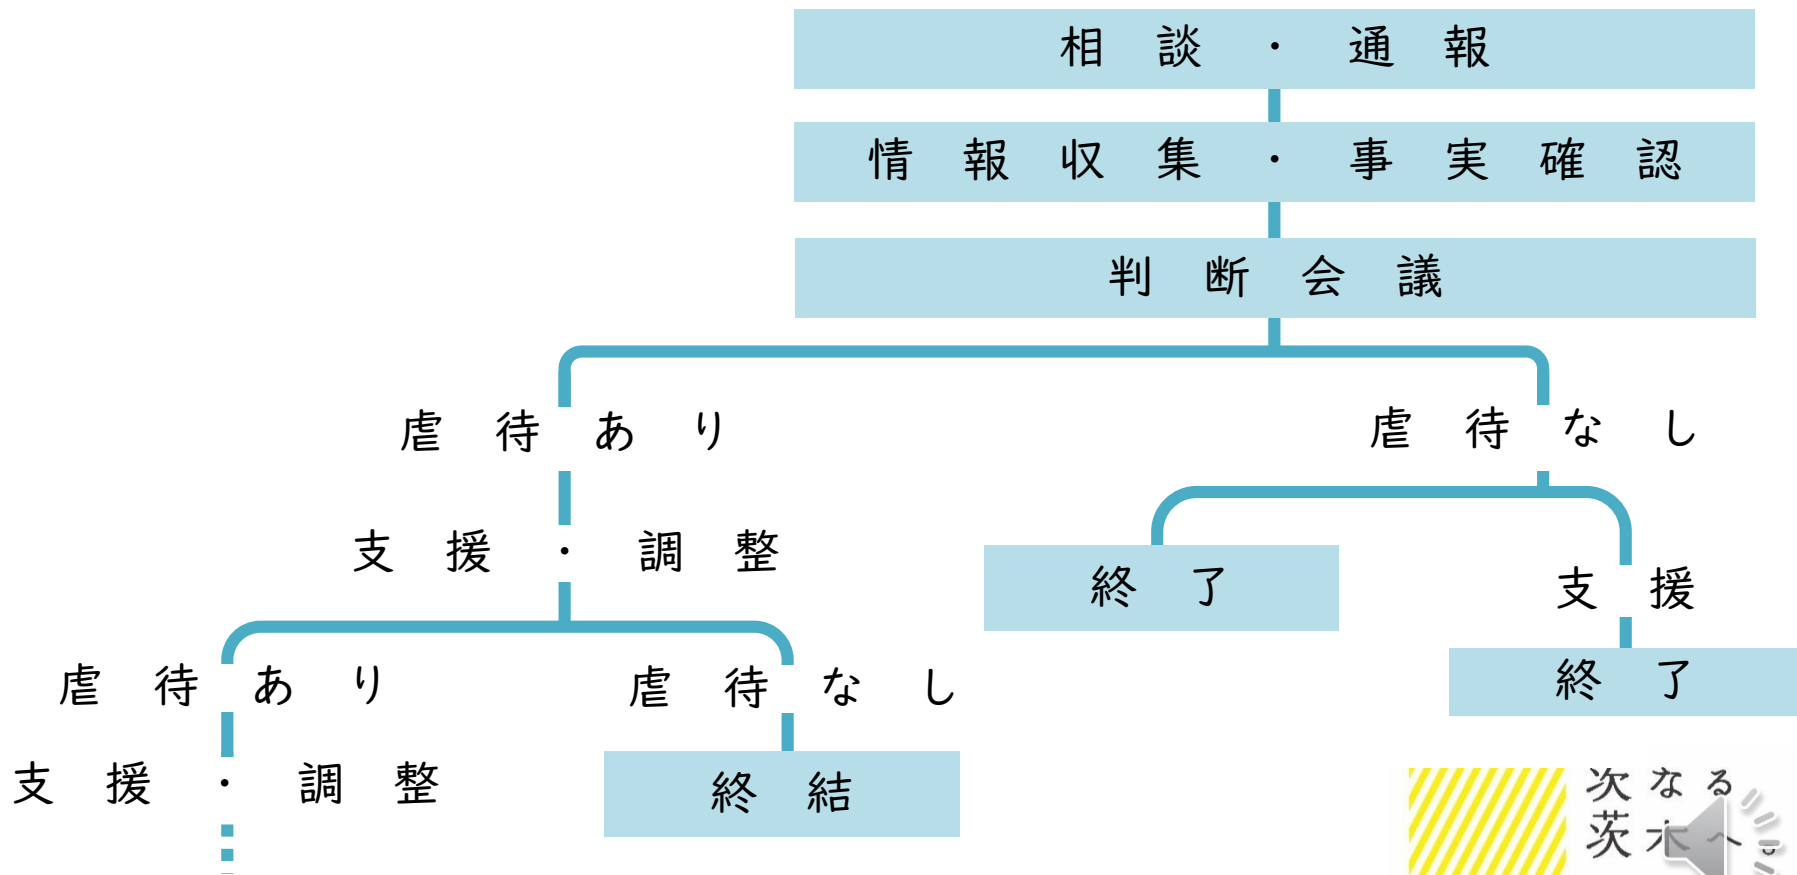 相談・通報
情報収集・事実確認
判断会議
虐待あり
虐待なし
支援・調整
終了
支援
終了
虐待あり
虐待なし
支援・調整
終結
次なる
茨木へ。